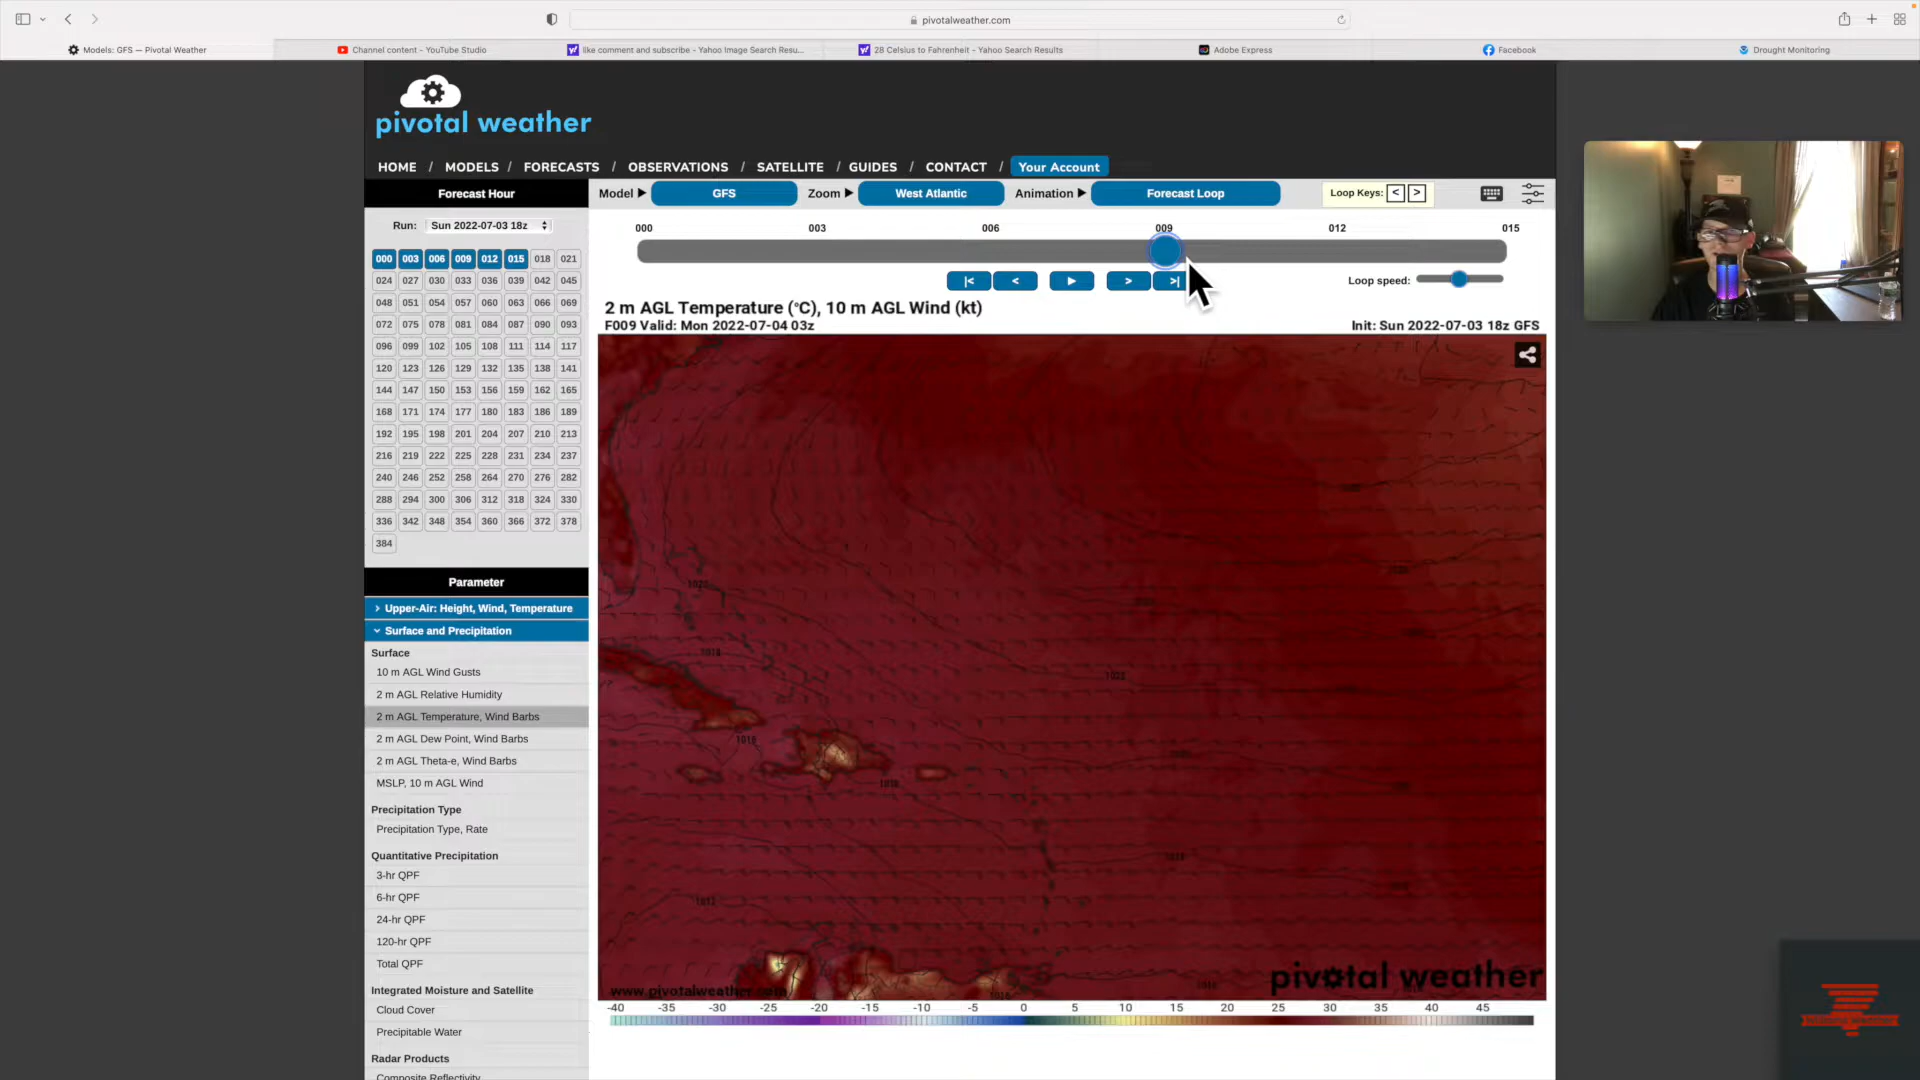 pivotalweather.com
Models: GFS — Pivotal Weather
Channel content - YouTube Studio
like comment and subscribe - Yahoo Image Search Resu...
28 Celsius to Fahrenheit - Yahoo Search Results
Adobe Express
Facebook
Drought Monitoring
pivotal weather
HOME / MODELS / FORECASTS / OBSERVATIONS / SATELLITE / GUIDES / CONTACT / Your Account
Forecast Hour
Model ▶ GFS Zoom ▶ West Atlantic Animation ▶ Forecast Loop Loop Keys: < >
Run: Sun 2022-07-03 18z
000 003 006 009 012 015
|< < ▶ > >| Loop speed:
000 003 006 009 012 015 018 021
024 027 030 033 036 039 042 045
048 051 054 057 060 063 066 069
072 075 078 081 084 087 090 093
096 099 102 105 108 111 114 117
120 123 126 129 132 135 138 141
144 147 150 153 156 159 162 165
168 171 174 177 180 183 186 189
192 195 198 201 204 207 210 213
216 219 222 225 228 231 234 237
240 246 252 258 264 270 276 282
288 294 300 306 312 318 324 330
336 342 348 354 360 366 372 378
384
2 m AGL Temperature (°C), 10 m AGL Wind (kt)
F009 Valid: Mon 2022-07-04 03z Init: Sun 2022-07-03 18z GFS
Parameter
Upper-Air: Height, Wind, Temperature
Surface and Precipitation
Surface
10 m AGL Wind Gusts
2 m AGL Relative Humidity
2 m AGL Temperature, Wind Barbs
2 m AGL Dew Point, Wind Barbs
2 m AGL Theta-e, Wind Barbs
MSLP, 10 m AGL Wind
Precipitation Type
Precipitation Type, Rate
Quantitative Precipitation
3-hr QPF
6-hr QPF
24-hr QPF
120-hr QPF
Total QPF
Integrated Moisture and Satellite
Cloud Cover
Precipitable Water
Radar Products
Composite Reflectivity
1020
1018
1016
1018
1012
www.pivotalweather.com
pivotal weather
-40 -35 -30 -25 -20 -15 -10 -5 0 5 10 15 20 25 30 35 40 45